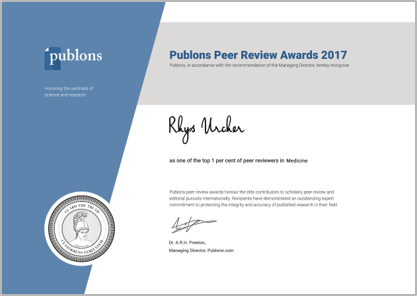 publons
Honoring the sentinels of
science and research
Publons Peer Review Awards 2017
Publons, in accordance with the recommendation of the Managing Director, hereby recognize
Rhys Urcher
as one of the top 1 per cent of peer reviewers in Medicine
Publons peer review awards honour the elite contributors to scholarly peer review and
editorial pursuits internationally. Recipients have demonstrated an outstanding expert
commitment to protecting the integrity and accuracy of published research in their field.
Dr. A.R.H. Preston,
Managing Director, Publons.com